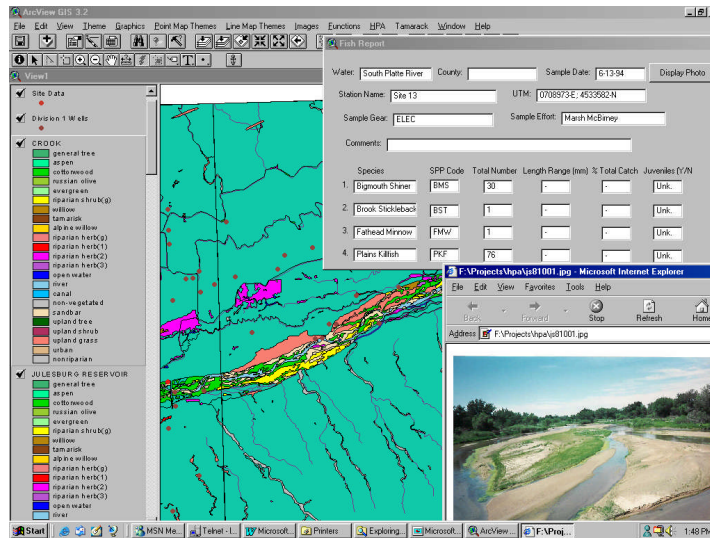 ArcView GIS 3.2
File Edit View Theme Graphics Point Map Themes Line Map Themes Images Functions HPA Tamarack Window Help
View1
Site Data
Division 1 Wells
CROOK
general tree
aspen
cottonwood
russian olive
evergreen
riparian shrub(g)
willow
tamarisk
alpine willow
riparian herb(g)
riparian herb(1)
riparian herb(2)
riparian herb(3)
open water
river
canal
non-vegetated
sandbar
upland tree
upland shrub
upland grass
urban
nonriparian
JULESBURG RESERVOIR
general tree
aspen
cottonwood
russian olive
evergreen
riparian shrub(g)
willow
tamarisk
alpine willow
riparian herb(g)
riparian herb(1)
riparian herb(2)
riparian herb(3)
open water
river
Fish Report
Water: South Platte River County: Sample Date: 6-13-94 Display Photo
Station Name: Site 13 UTM: 0708973-E; 4533582-N
Sample Gear: ELEC Sample Effort: Marsh McBirney
Comments:
Species SPP Code Total Number Length Range (mm) % Total Catch Juveniles (Y/N
1. Bigmouth Shiner BMS 30 - - Unk.
2. Brook Stickleback BST 1 - - Unk.
3. Fathead Minnow FMW 1 - - Unk.
4. Plains Killfish PKF 76 - - Unk.
F:\Projects\hpa\js81001.jpg - Microsoft Internet Explorer
File Edit View Favorites Tools Help
Back Forward Stop Refresh Home
Address F:\Projects\hpa\js81001.jpg
Start MSN Me... Telnet - L... Microsoft... Printers Exploring... Microsoft... ArcView ... F:\Proj... 1:48 PM